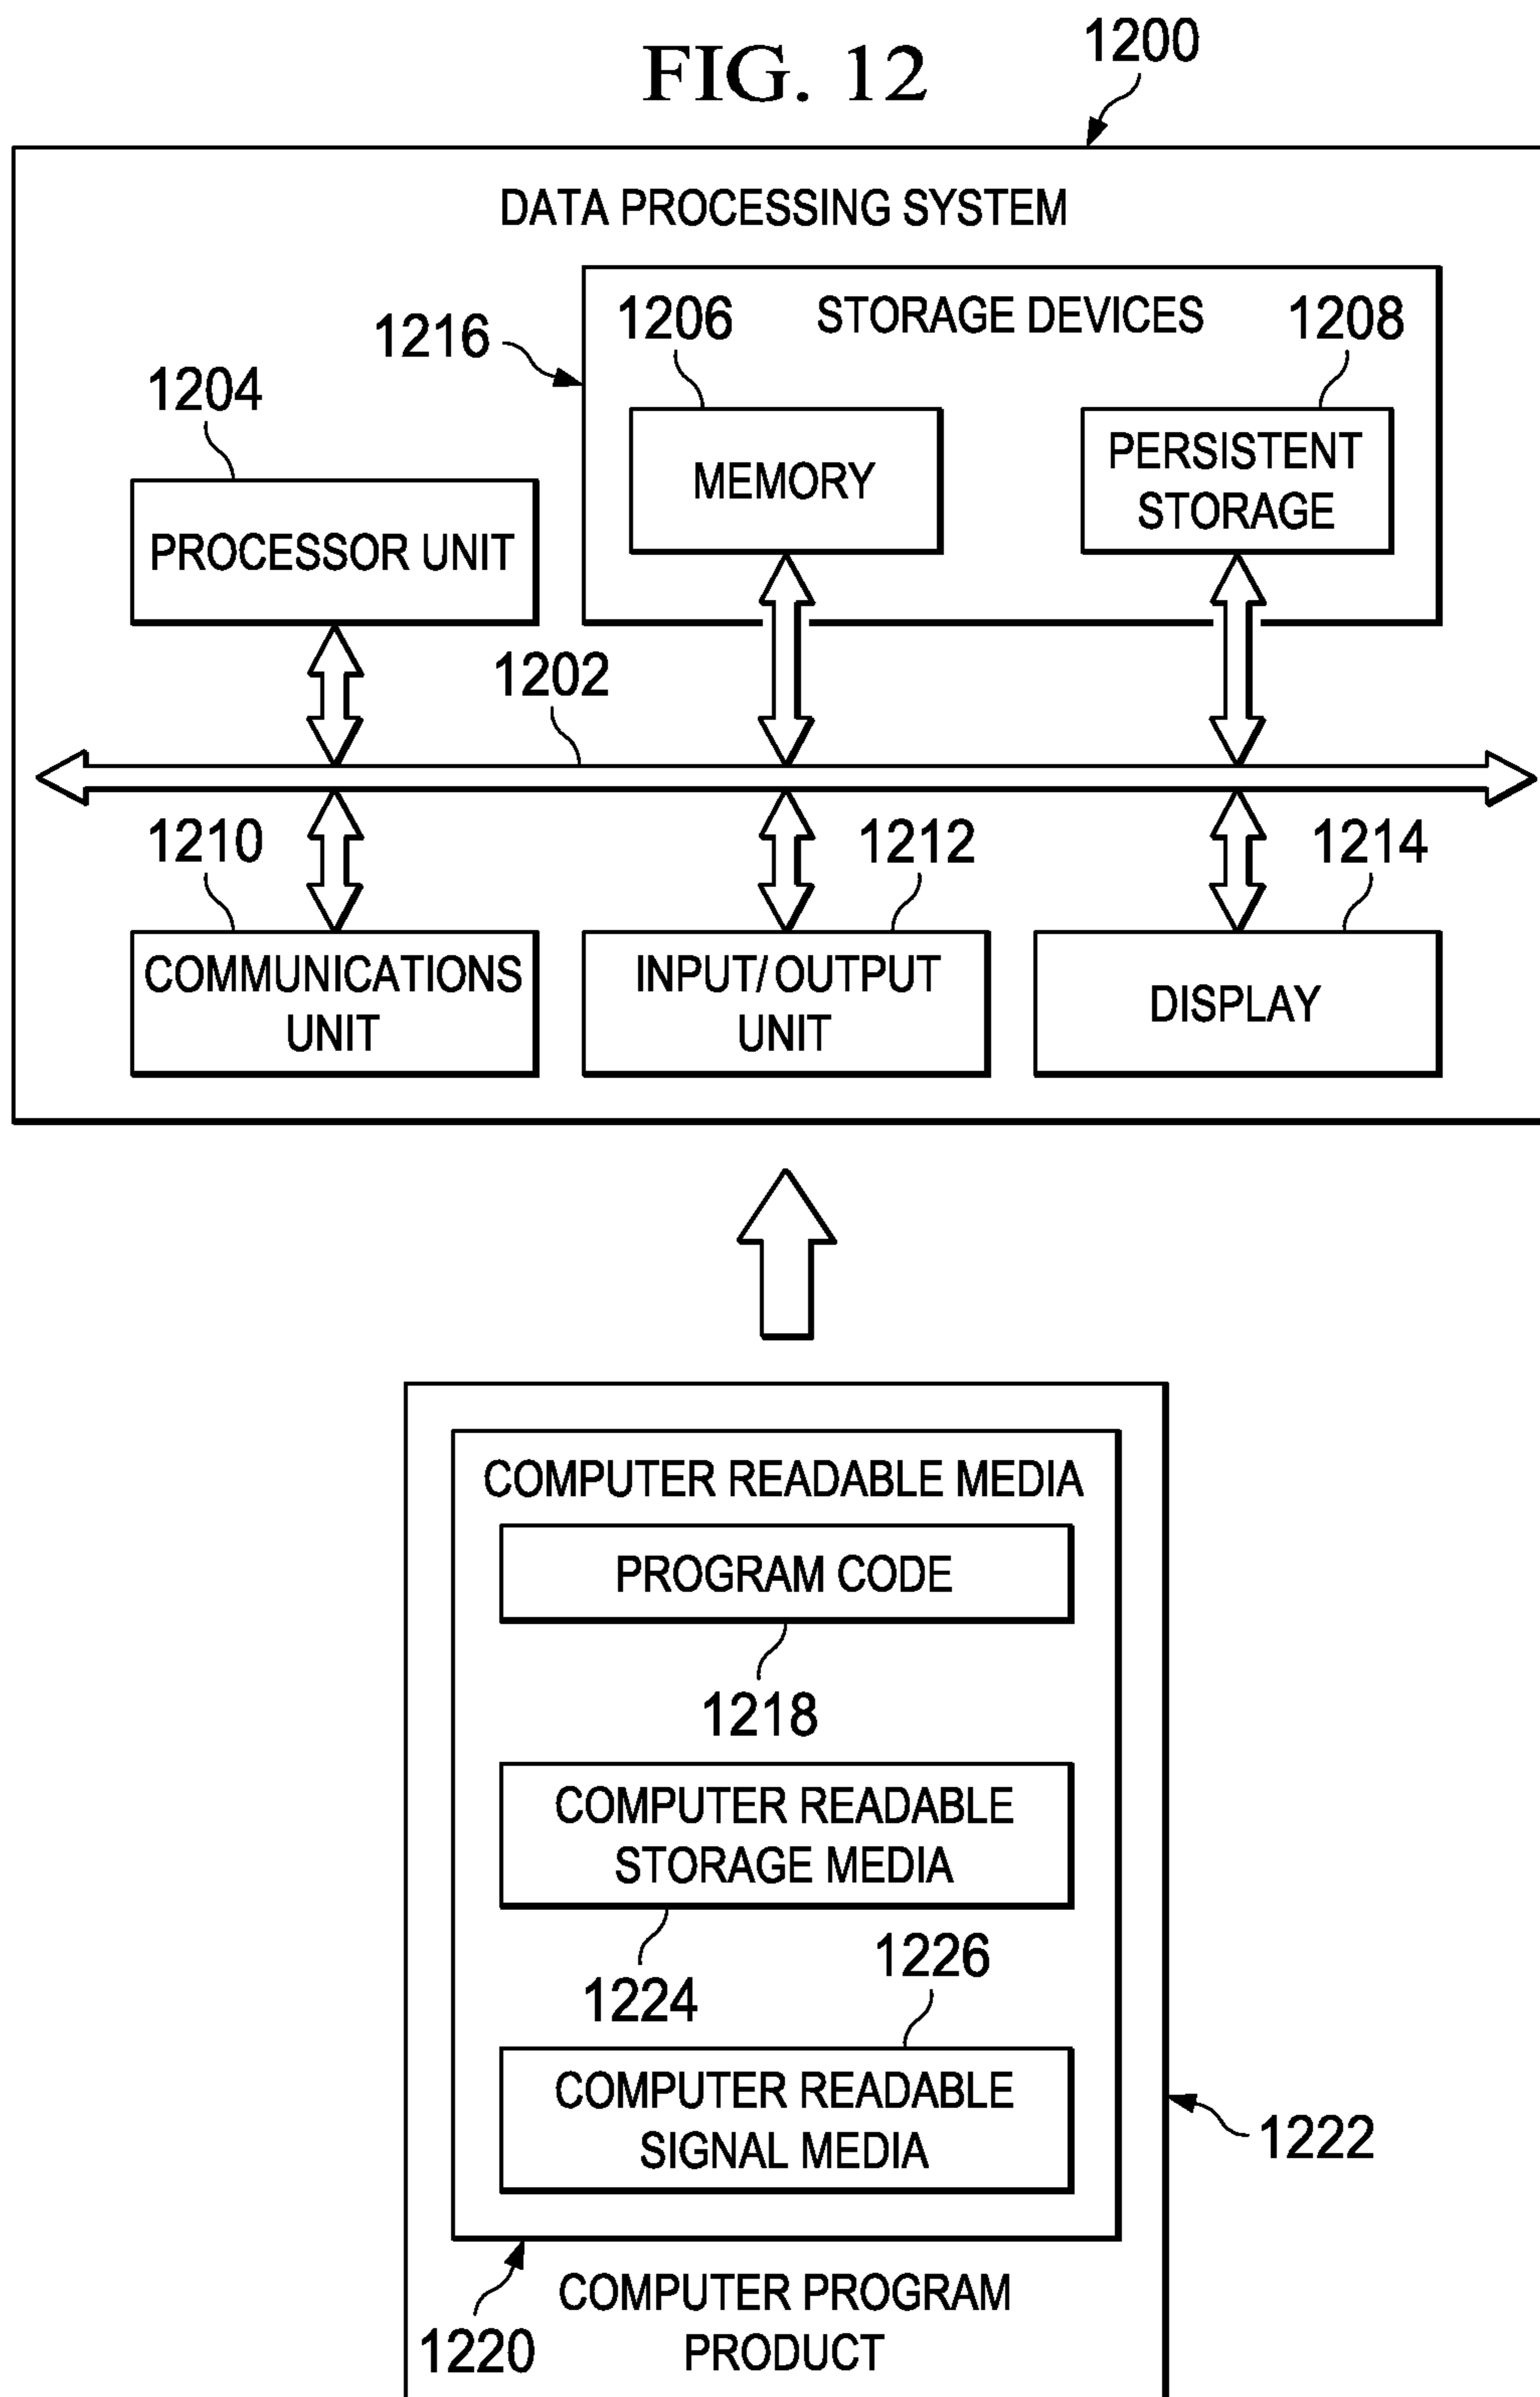 FIG. 12
1200
DATA PROCESSING SYSTEM
1216
1206
STORAGE DEVICES
1208
1204
MEMORY
PERSISTENT
STORAGE
PROCESSOR UNIT
1202
1210
1212
1214
COMMUNICATIONS
UNIT
INPUT/OUTPUT
UNIT
DISPLAY
COMPUTER READABLE MEDIA
PROGRAM CODE
1218
COMPUTER READABLE
STORAGE MEDIA
1224
1226
COMPUTER READABLE
SIGNAL MEDIA
1222
1220
COMPUTER PROGRAM
PRODUCT